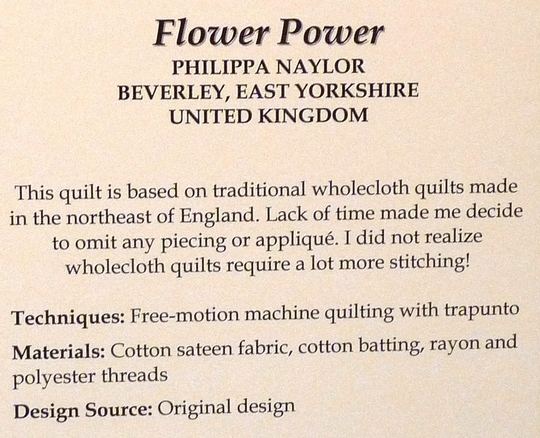 Flower Power
PHILIPPA NAYLOR
BEVERLEY, EAST YORKSHIRE
UNITED KINGDOM
This quilt is based on traditional wholecloth quilts made
in the northeast of England. Lack of time made me decide
to omit any piecing or appliqué. I did not realize
wholecloth quilts require a lot more stitching!
Techniques: Free-motion machine quilting with trapunto
Materials: Cotton sateen fabric, cotton batting, rayon and
polyester threads
Design Source: Original design